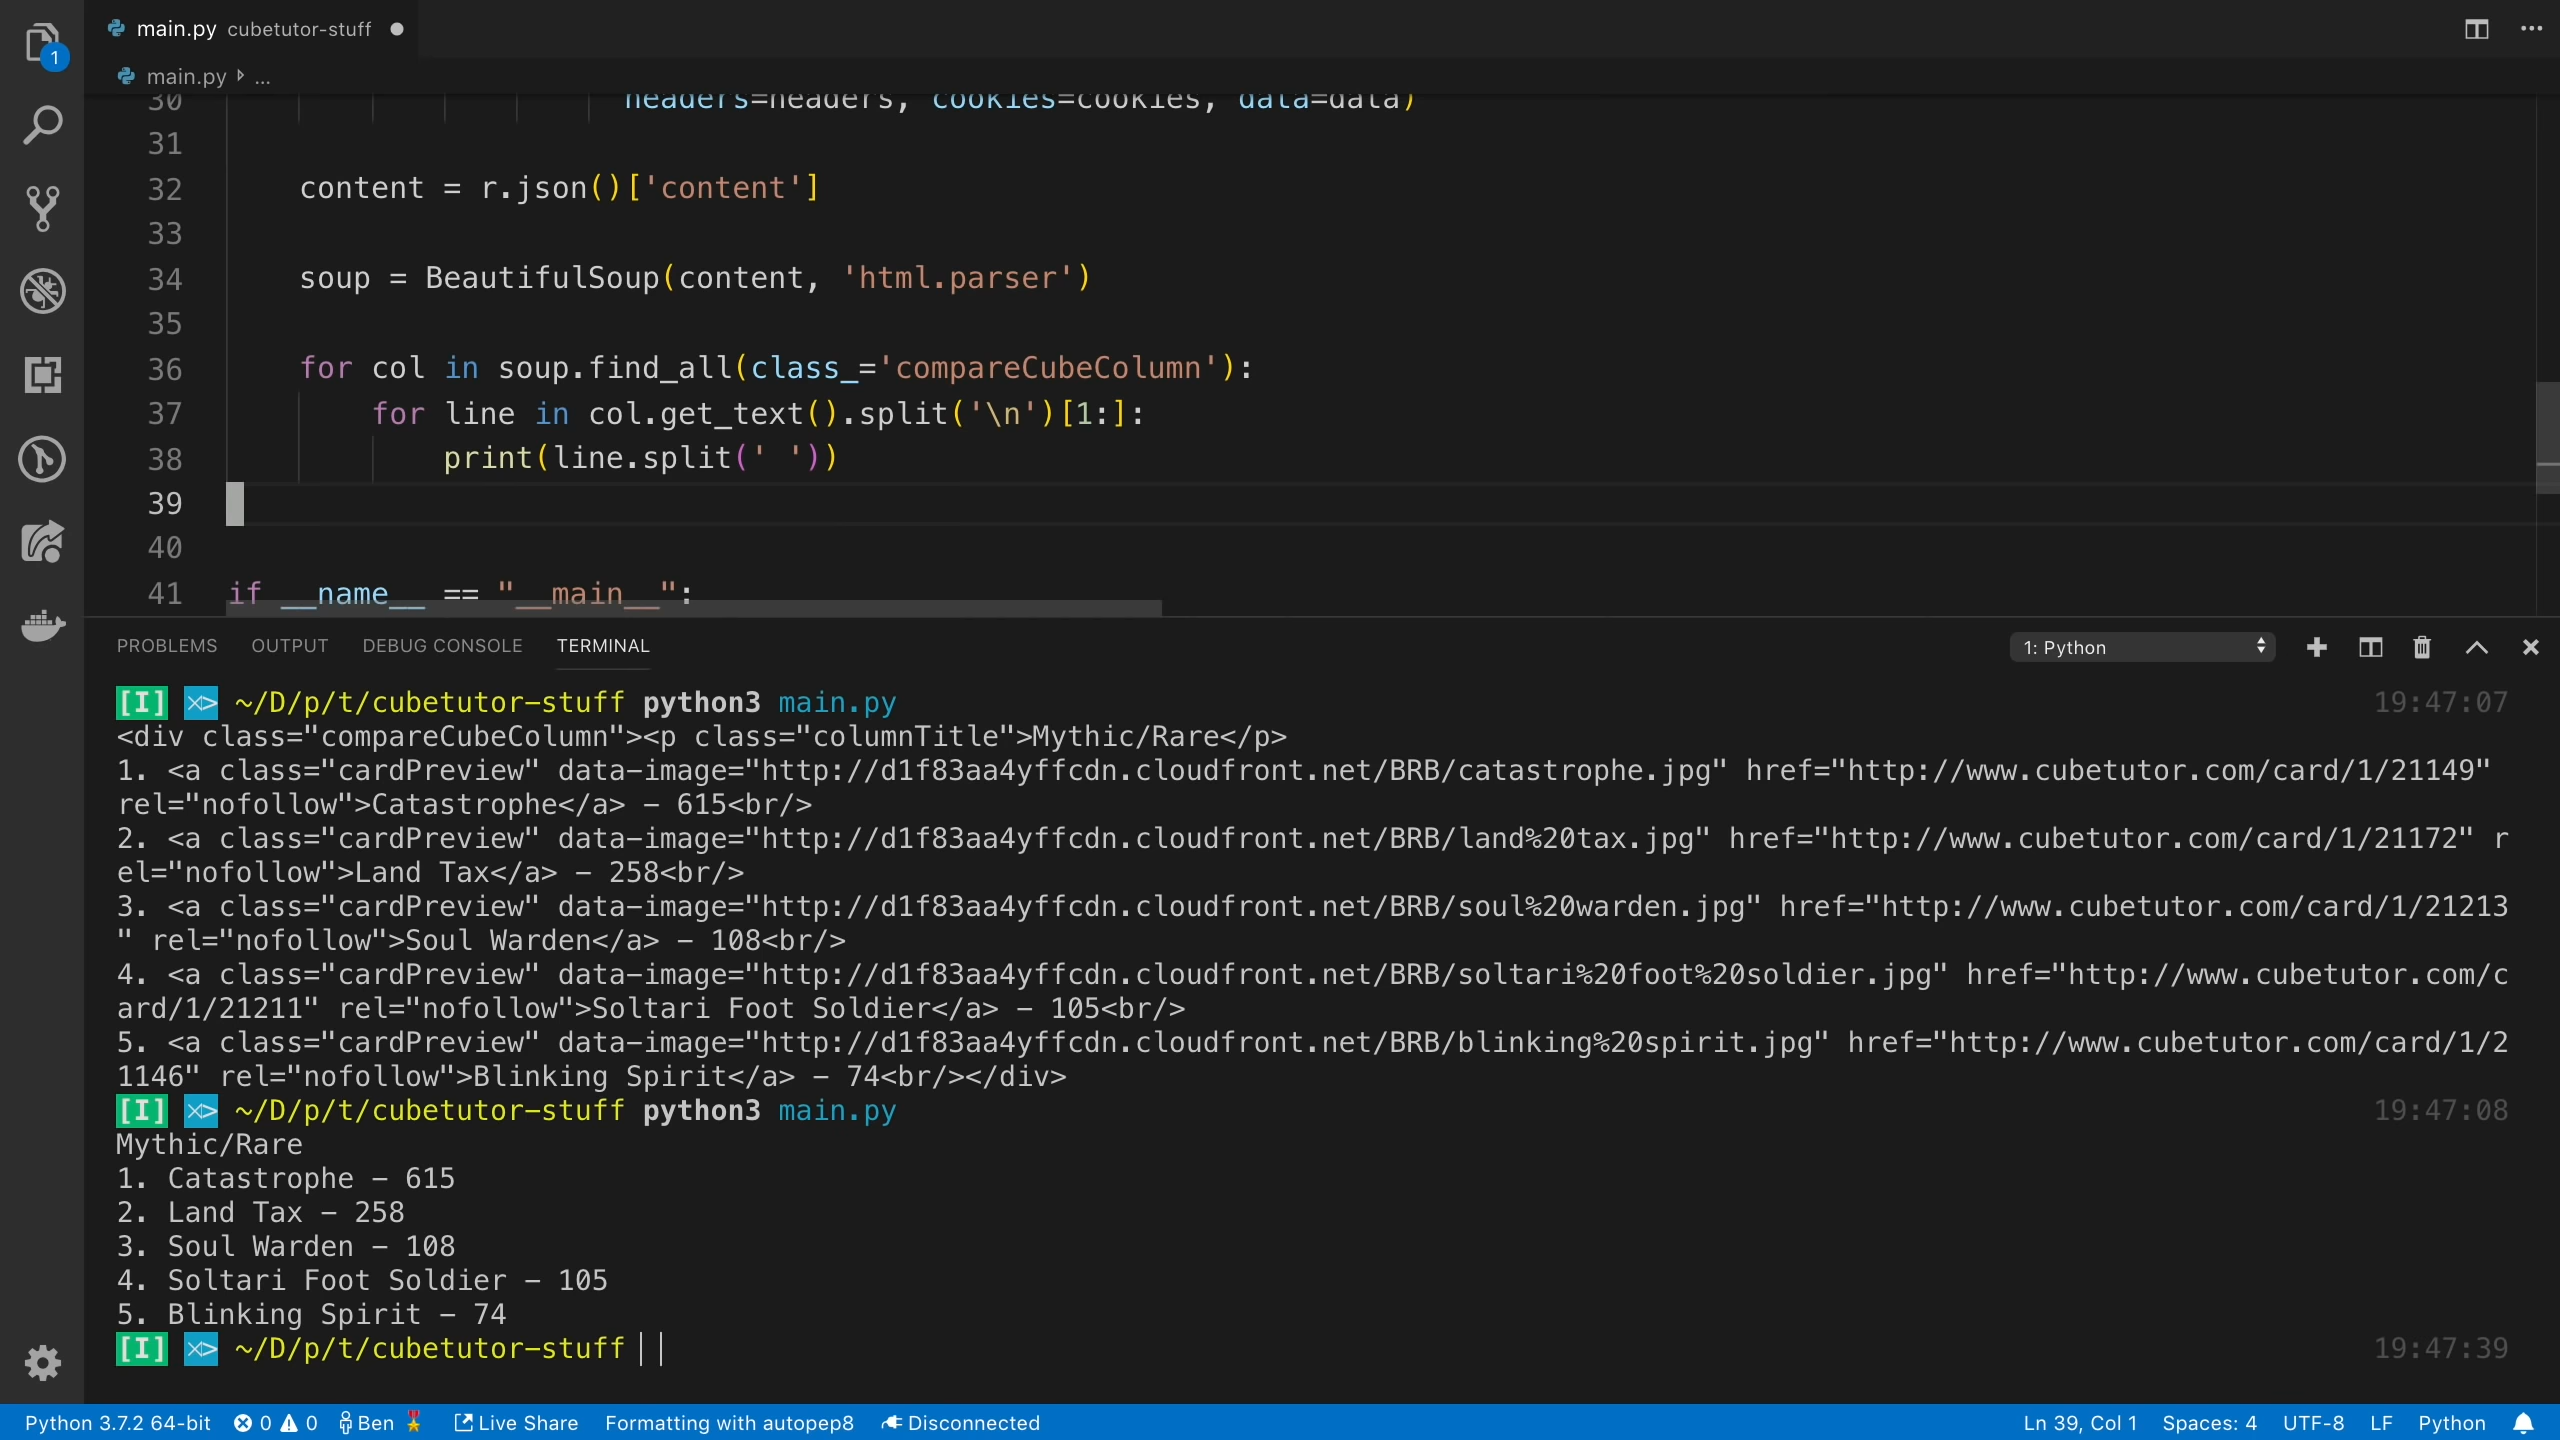 1
main.py cubetutor-stuff
main.py ...
30 headers=headers, cookies=cookies, data=data)
31
32 content = r.json()['content']
33
34 soup = BeautifulSoup(content, 'html.parser')
35
36 for col in soup.find_all(class_='compareCubeColumn'):
37 for line in col.get_text().split('\n')[1:]:
38 print(line.split(' '))
39
40
41 if __name__ == "__main__":
PROBLEMS OUTPUT DEBUG CONSOLE TERMINAL 1: Python
[I] ~/D/p/t/cubetutor-stuff python3 main.py 19:47:07
<div class="compareCubeColumn"><p class="columnTitle">Mythic/Rare</p>
1. <a class="cardPreview" data-image="http://d1f83aa4yffcdn.cloudfront.net/BRB/catastrophe.jpg" href="http://www.cubetutor.com/card/1/21149"
rel="nofollow">Catastrophe</a> - 615<br/>
2. <a class="cardPreview" data-image="http://d1f83aa4yffcdn.cloudfront.net/BRB/land%20tax.jpg" href="http://www.cubetutor.com/card/1/21172" r
el="nofollow">Land Tax</a> - 258<br/>
3. <a class="cardPreview" data-image="http://d1f83aa4yffcdn.cloudfront.net/BRB/soul%20warden.jpg" href="http://www.cubetutor.com/card/1/21213
" rel="nofollow">Soul Warden</a> - 108<br/>
4. <a class="cardPreview" data-image="http://d1f83aa4yffcdn.cloudfront.net/BRB/soltari%20foot%20soldier.jpg" href="http://www.cubetutor.com/c
ard/1/21211" rel="nofollow">Soltari Foot Soldier</a> - 105<br/>
5. <a class="cardPreview" data-image="http://d1f83aa4yffcdn.cloudfront.net/BRB/blinking%20spirit.jpg" href="http://www.cubetutor.com/card/1/2
1146" rel="nofollow">Blinking Spirit</a> - 74<br/></div>
[I] ~/D/p/t/cubetutor-stuff python3 main.py 19:47:08
Mythic/Rare
1. Catastrophe - 615
2. Land Tax - 258
3. Soul Warden - 108
4. Soltari Foot Soldier - 105
5. Blinking Spirit - 74
[I] ~/D/p/t/cubetutor-stuff 19:47:39
Python 3.7.2 64-bit 0 0 Ben Live Share Formatting with autopep8 Disconnected Ln 39, Col 1 Spaces: 4 UTF-8 LF Python